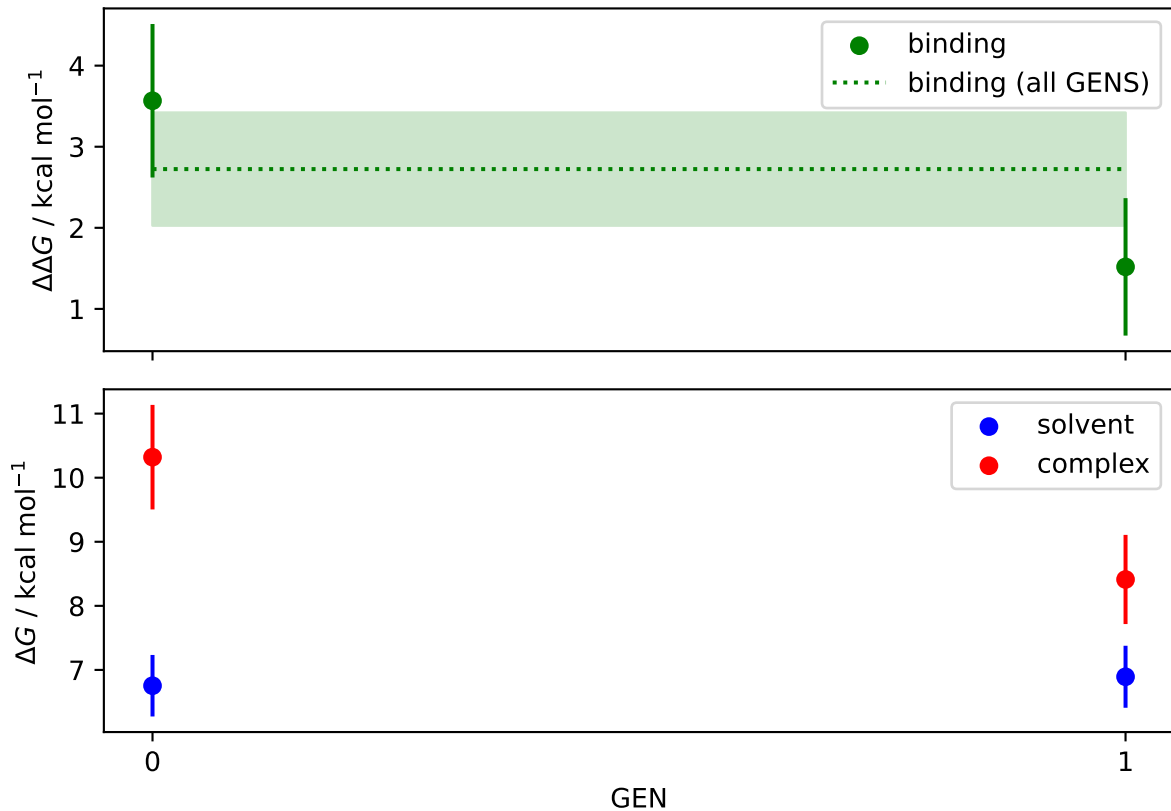 4
3
2
1
ΔΔG / kcal mol⁻¹
binding
binding (all GENS)
11
10
9
8
7
ΔG / kcal mol⁻¹
solvent
complex
0
1
GEN